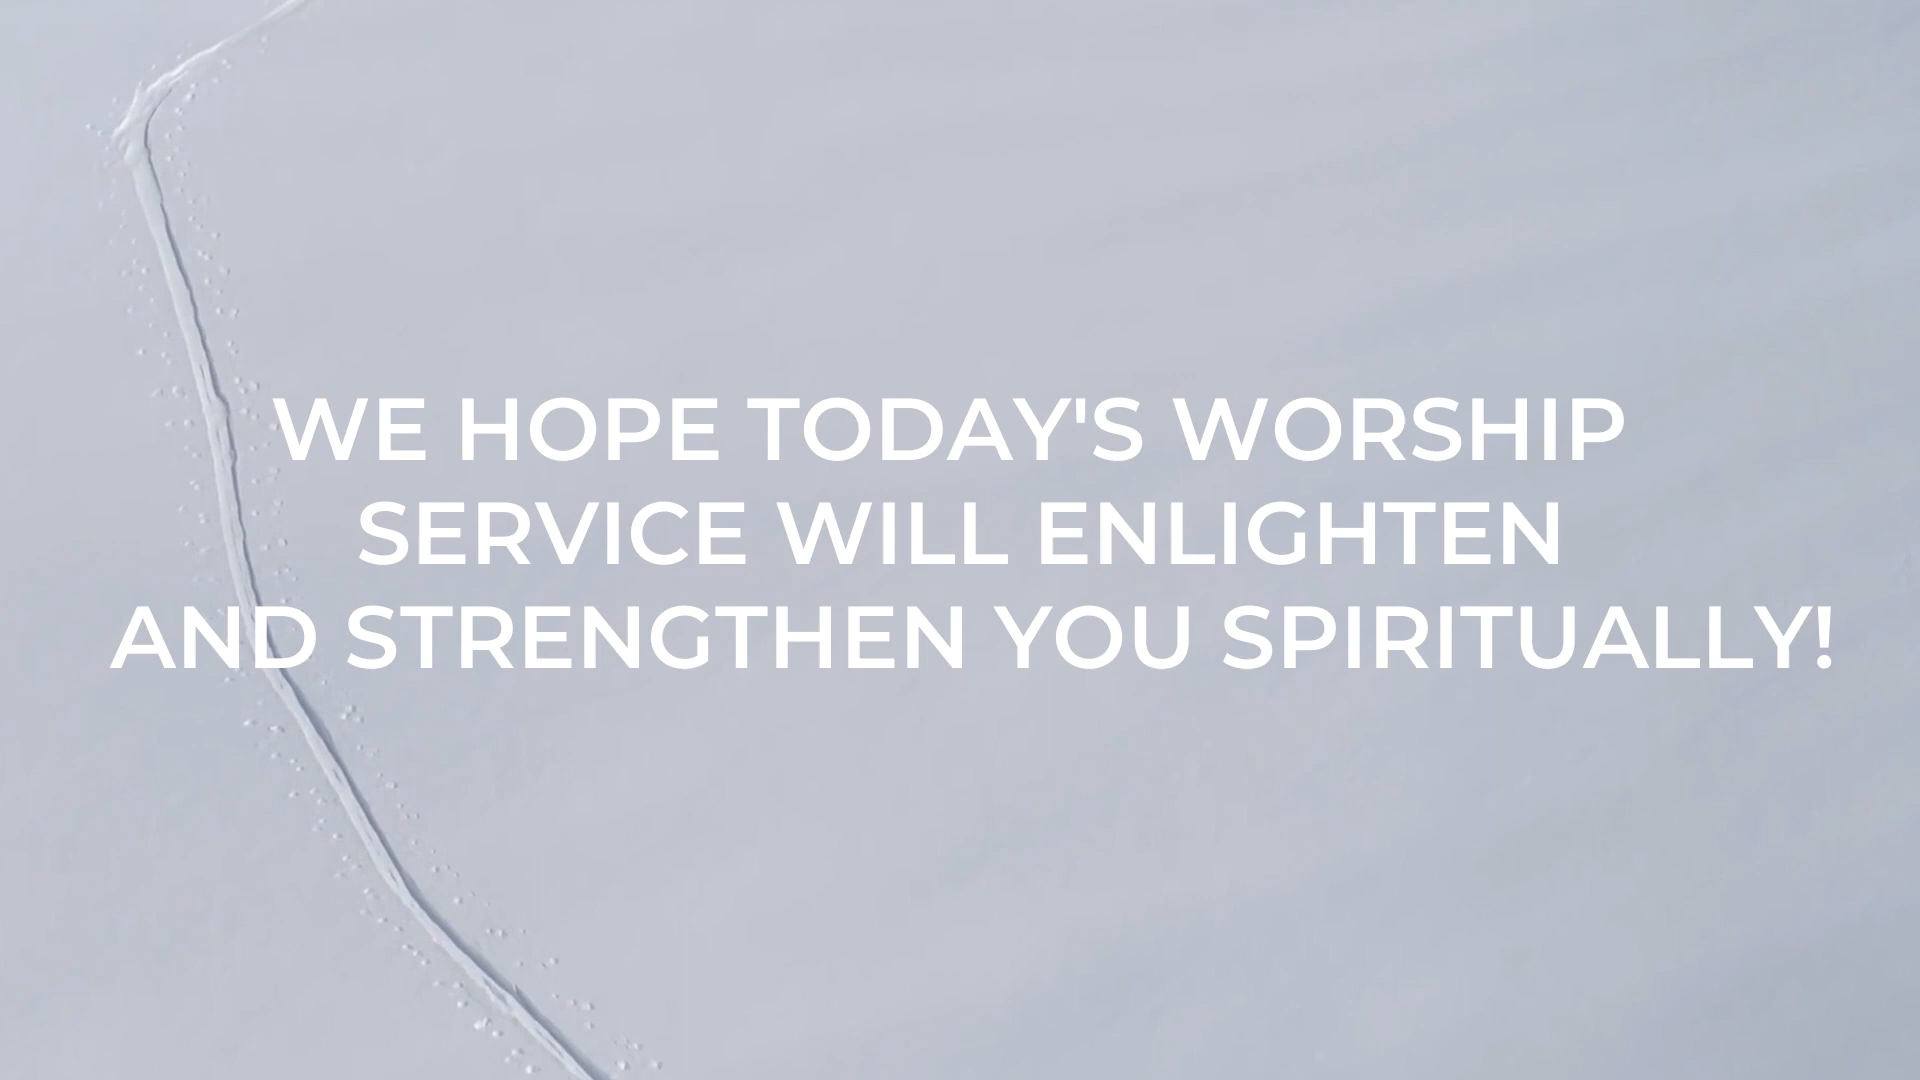 WE HOPE TODAY'S WORSHIP
SERVICE WILL ENLIGHTEN
AND STRENGTHEN YOU SPIRITUALLY!